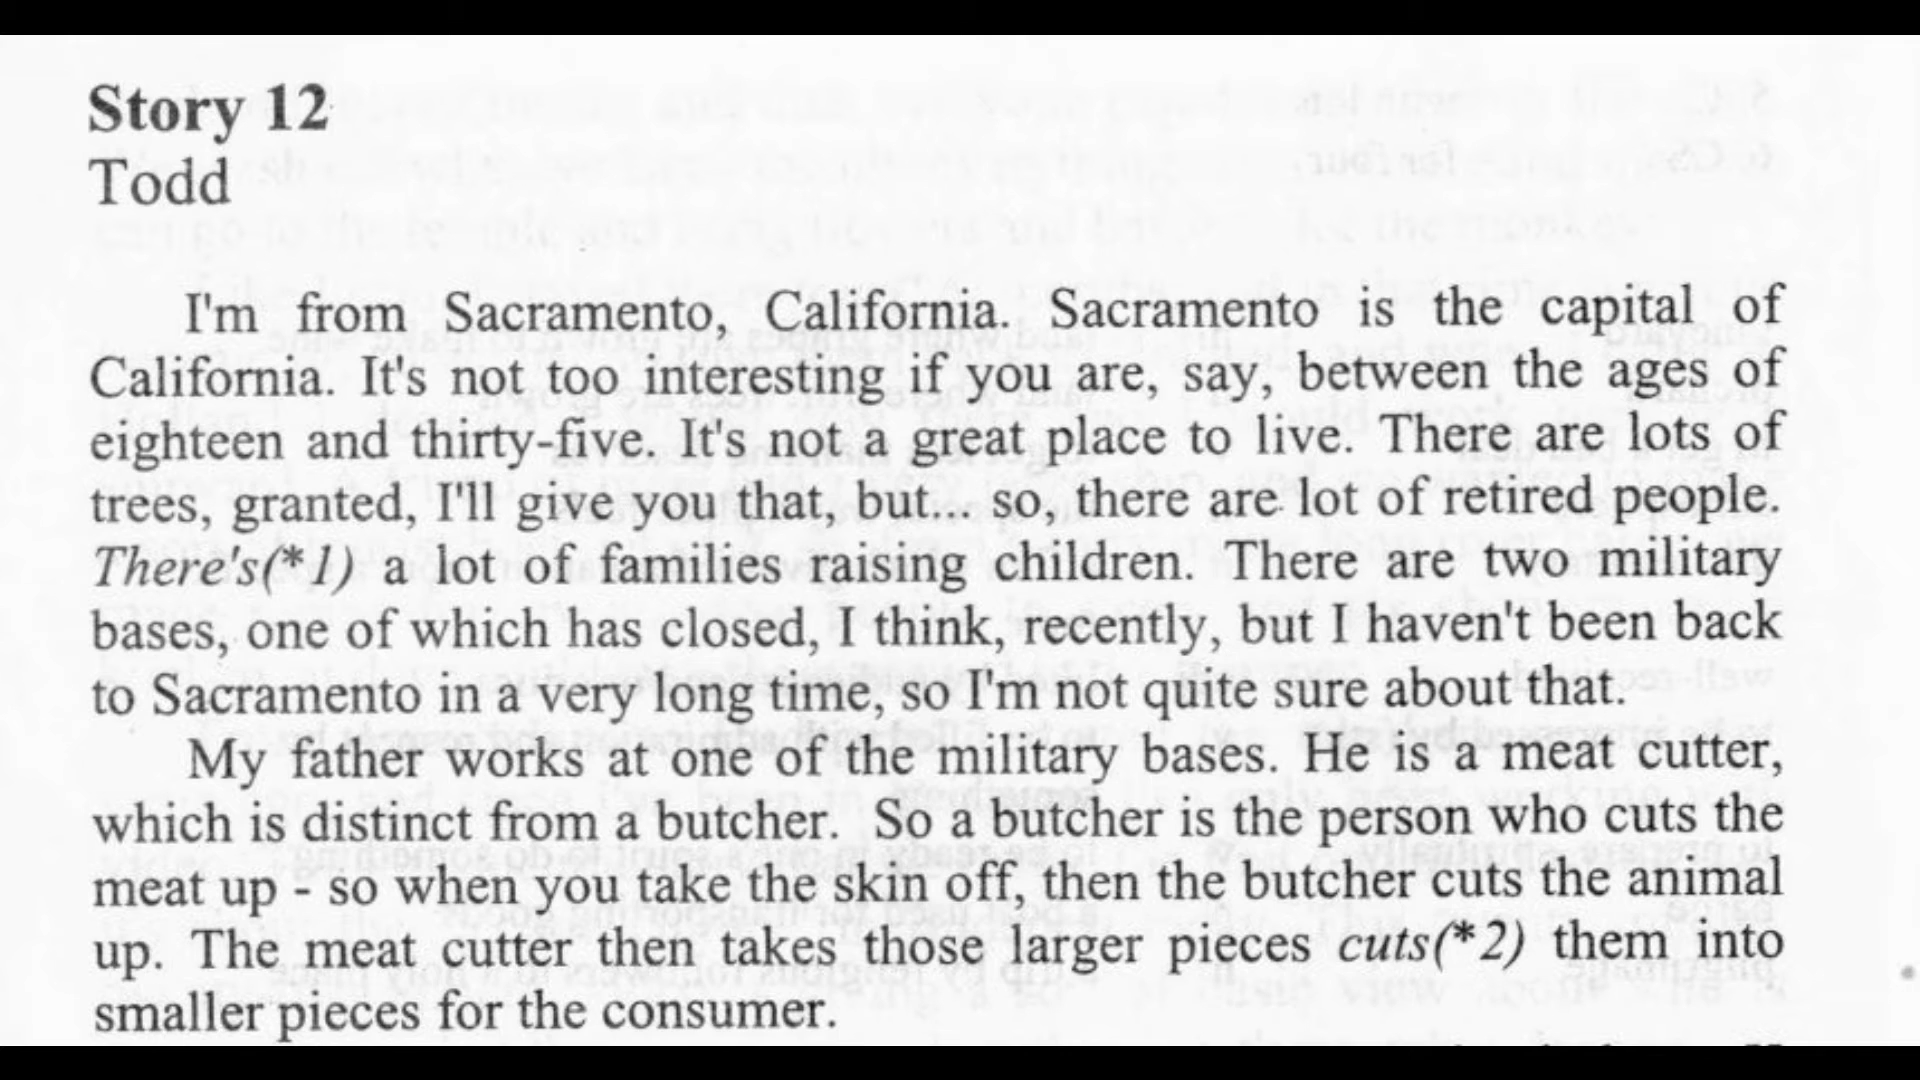 Story 12
Todd
I'm from Sacramento, California. Sacramento is the capital of
California. It's not too interesting if you are, say, between the ages of
eighteen and thirty-five. It's not a great place to live. There are lots of
trees, granted, I'll give you that, but... so, there are lot of retired people.
There's(*1) a lot of families raising children. There are two military
bases, one of which has closed, I think, recently, but I haven't been back
to Sacramento in a very long time, so I'm not quite sure about that.
My father works at one of the military bases. He is a meat cutter,
which is distinct from a butcher. So a butcher is the person who cuts the
meat up - so when you take the skin off, then the butcher cuts the animal
up. The meat cutter then takes those larger pieces cuts(*2) them into
smaller pieces for the consumer.